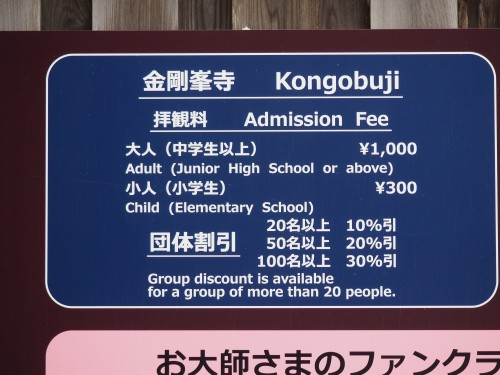 金剛峯寺 Kongobuji
拝観料 Admission Fee
大人（中学生以上） ¥1,000
Adult (Junior High School or above)
小人（小学生） ¥300
Child (Elementary School)
団体割引
20名以上 10%引
50名以上 20%引
100名以上 30%引
Group discount is available
for a group of more than 20 people.
お大師さまのファンクラ